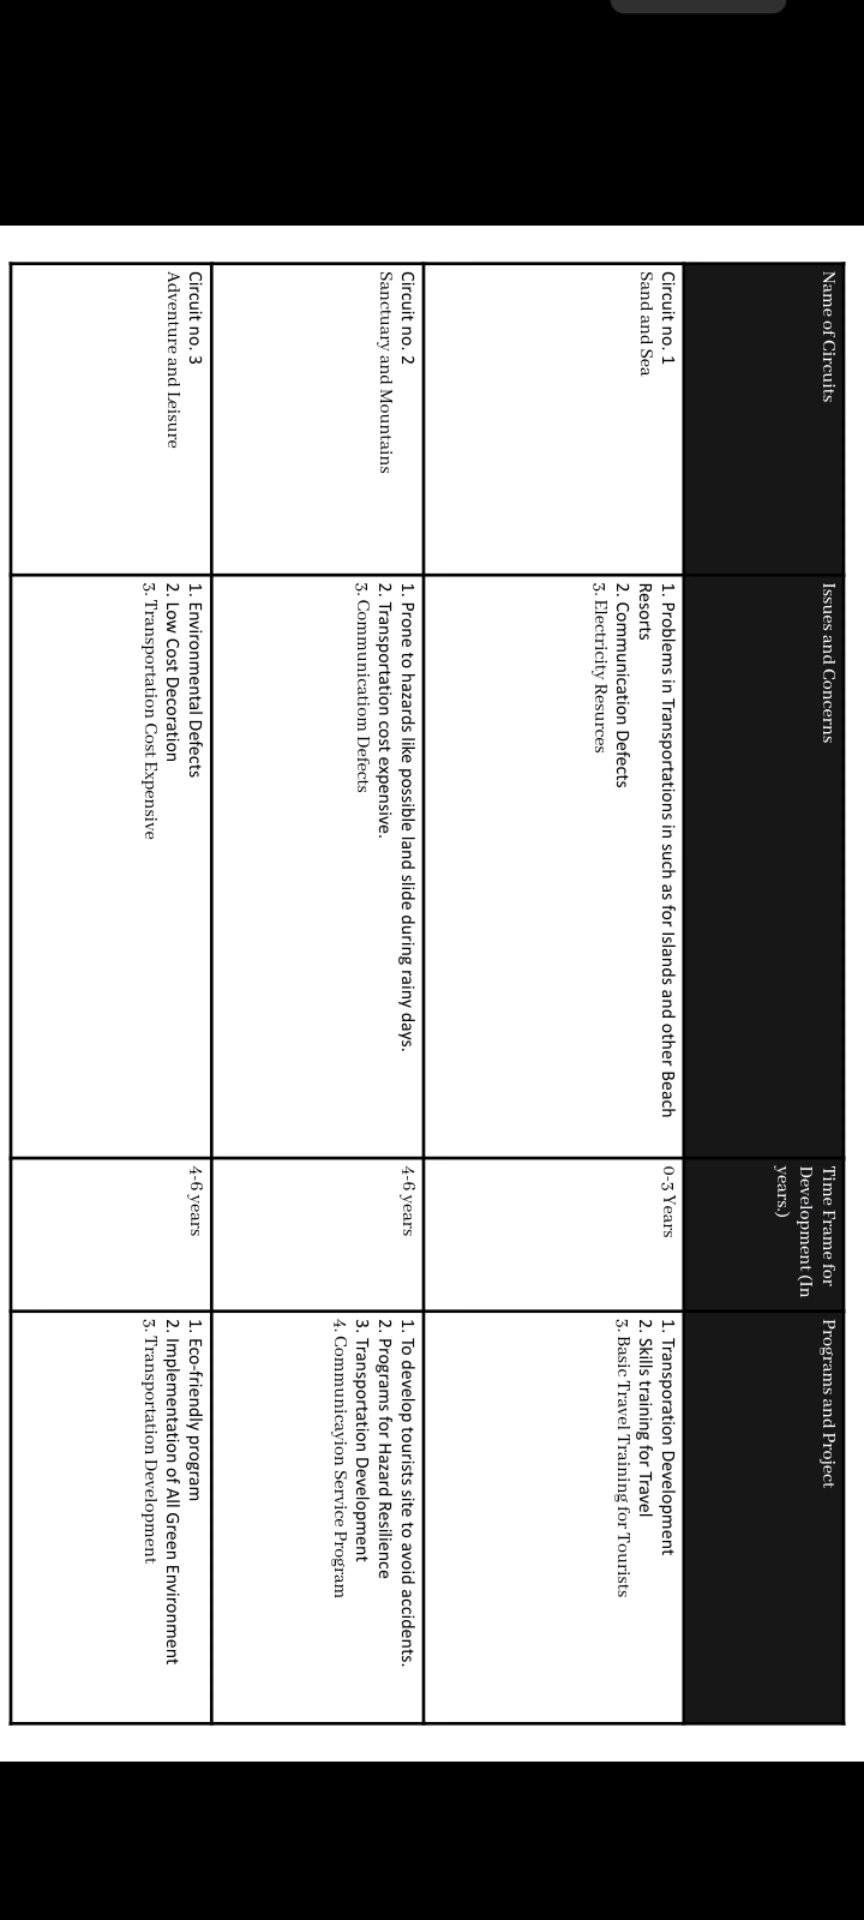 Name of Circuits
Issues and Concerns
Time Frame for
Development (In
years.)
Programs and Project
Circuit no. 1
Sand and Sea
1. Problems in Transportations in such as for Islands and other Beach
Resorts
2. Communication Defects
3. Electricity Resurces
0-3 Years
1. Transporation Development
2. Skills training for Travel
3. Basic Travel Training for Tourists
Circuit no. 2
Sanctuary and Mountains
1. Prone to hazards like possible land slide during rainy days.
2. Transportation cost expensive.
3. Communicatiom Defects
4-6 years
1. To develop tourists site to avoid accidents.
2. Programs for Hazard Resilience
3. Transportation Development
4. Communicayion Service Program
Circuit no. 3
Adventure and Leisure
1. Environmental Defects
2. Low Cost Decoration
3. Transportation Cost Expensive
4-6 years
1. Eco-friendly program
2. Implementation of All Green Environment
3. Transportation Development